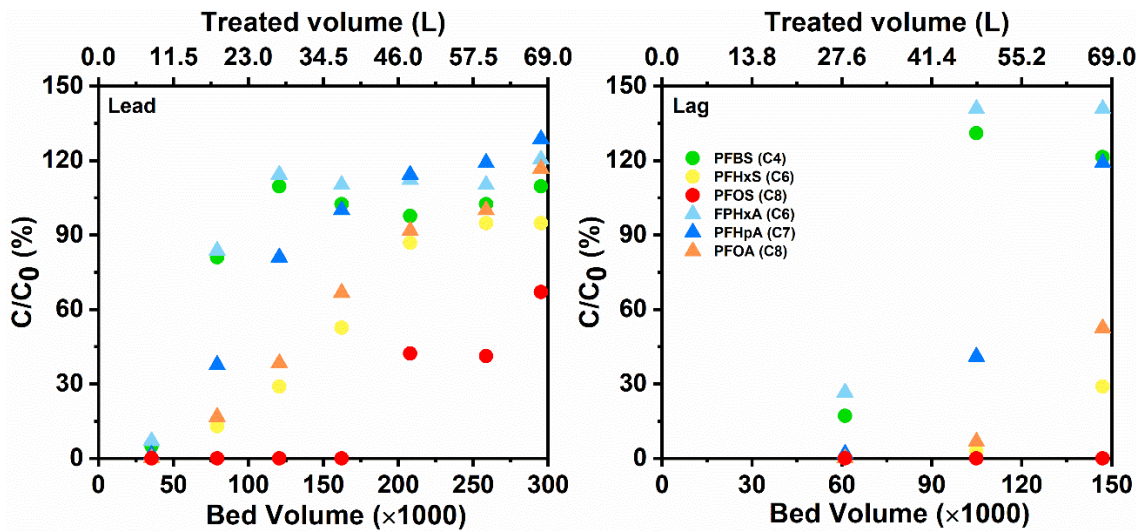 Treated volume (L)
0.0 11.5 23.0 34.5 46.0 57.5 69.0
150
120
90
60
30
0
C/C0 (%)
Lead
0 50 100 150 200 250 300
Bed Volume (×1000)
Treated volume (L)
0.0 13.8 27.6 41.4 55.2 69.0
150
120
90
60
30
0
C/C0 (%)
Lag
PFBS (C4)
PFHxS (C6)
PFOS (C8)
FPHxA (C6)
PFHpA (C7)
PFOA (C8)
0 30 60 90 120 150
Bed Volume (×1000)